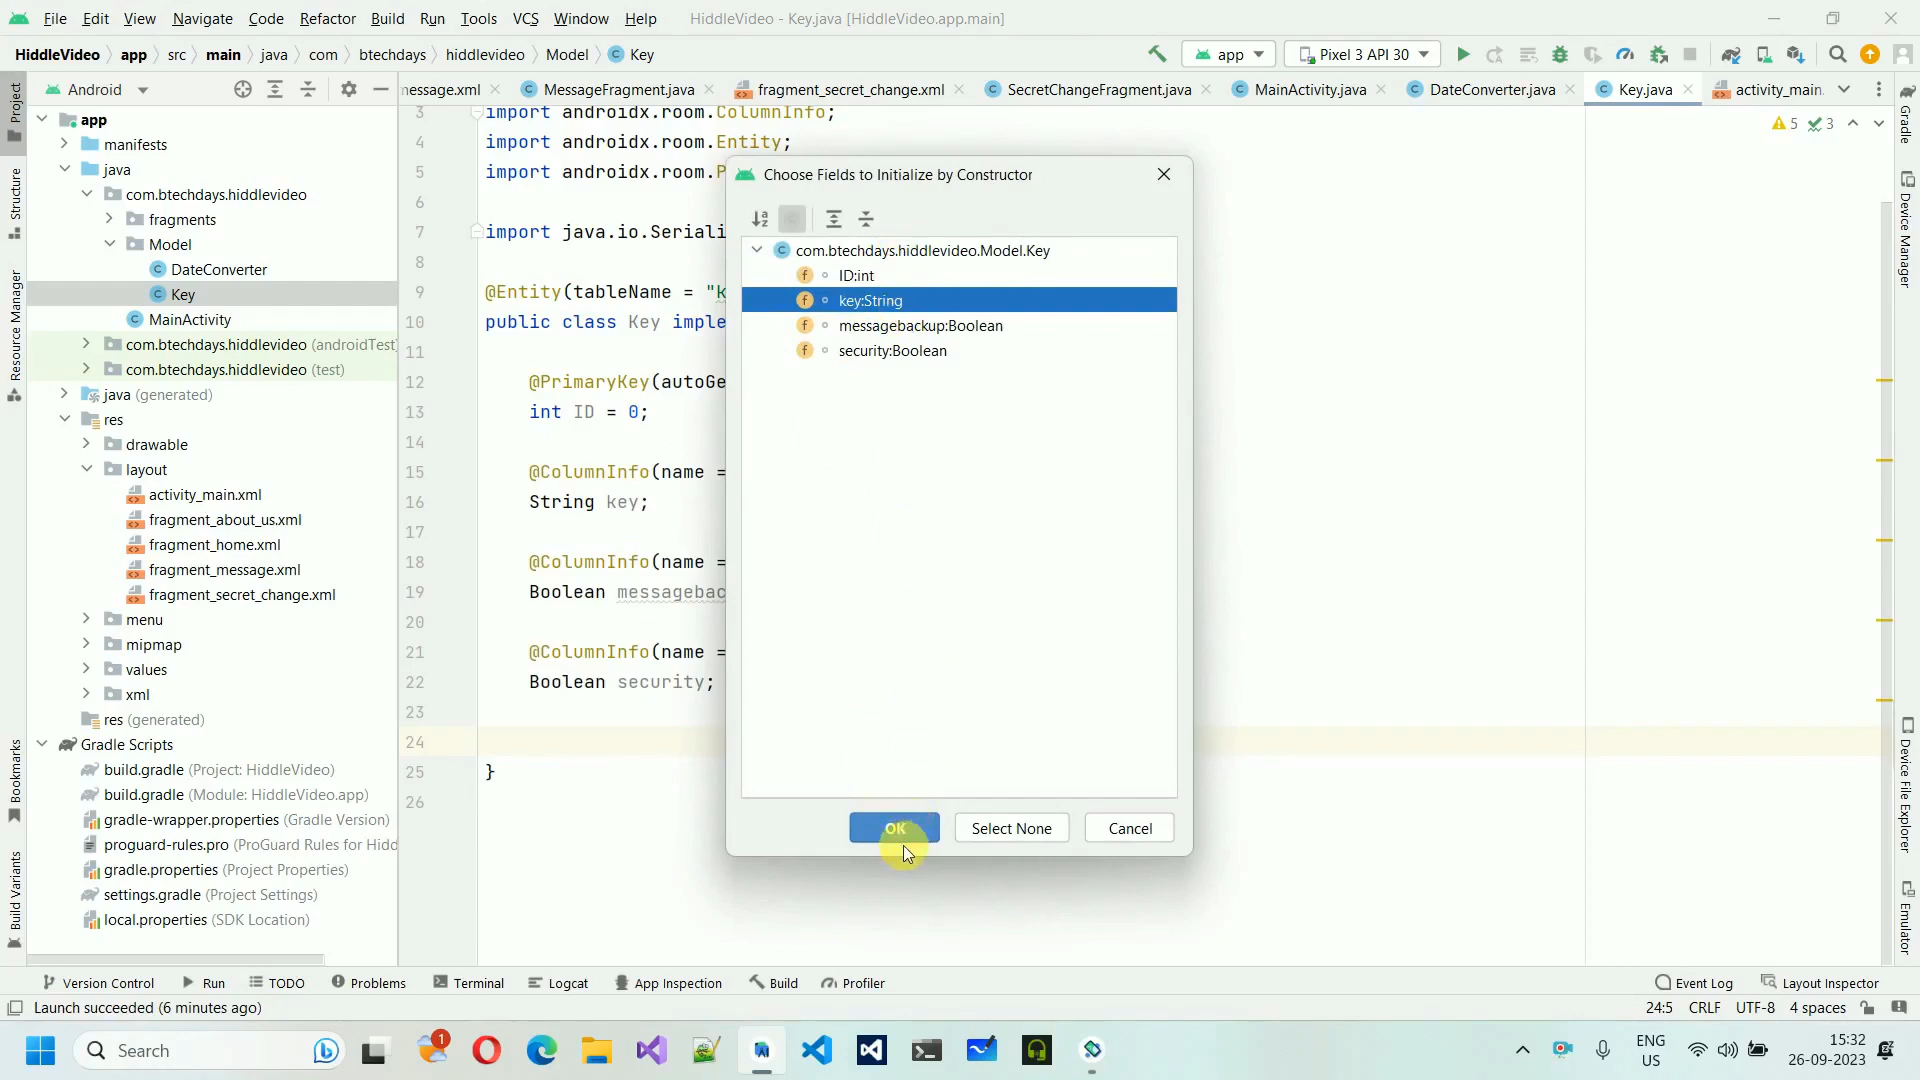 File Edit View Navigate Code Refactor Build Run Tools VCS Window Help HiddleVideo - Key.java [HiddleVideo.app.main]
HiddleVideo app src main java com btechdays hiddlevideo Model Key app Pixel 3 API 30
Android
essage.xml MessageFragment.java fragment_secret_change.xml SecretChangeFragment.java MainActivity.java DateConverter.java Key.java activity_main.
5 3
Project
Structure
Resource Manager
Bookmarks
Build Variants
app
manifests
java
com.btechdays.hiddlevideo
fragments
Model
DateConverter
Key
MainActivity
com.btechdays.hiddlevideo (androidTest)
com.btechdays.hiddlevideo (test)
java (generated)
res
drawable
layout
activity_main.xml
fragment_about_us.xml
fragment_home.xml
fragment_message.xml
fragment_secret_change.xml
menu
mipmap
values
xml
res (generated)
Gradle Scripts
build.gradle (Project: HiddleVideo)
build.gradle (Module: HiddleVideo.app)
gradle-wrapper.properties (Gradle Version)
proguard-rules.pro (ProGuard Rules for Hidd
gradle.properties (Project Properties)
settings.gradle (Project Settings)
local.properties (SDK Location)
3 import androidx.room.ColumnInfo;
4 import androidx.room.Entity;
5 import androidx.room.P
6
7 import java.io.Seriali
8
9 @Entity(tableName = "k
10 public class Key imple
11
12 @PrimaryKey(autoGe
13 int ID = 0;
14
15 @ColumnInfo(name =
16 String key;
17
18 @ColumnInfo(name =
19 Boolean messagebac
20
21 @ColumnInfo(name =
22 Boolean security;
23
24
25 }
26
Choose Fields to Initialize by Constructor
com.btechdays.hiddlevideo.Model.Key
f ID:int
f key:String
f messagebackup:Boolean
f security:Boolean
OK Select None Cancel
Gradle
Device Manager
Device File Explorer
Emulator
Version Control Run TODO Problems Terminal Logcat App Inspection Build Profiler Event Log Layout Inspector
Launch succeeded (6 minutes ago) 24:5 CRLF UTF-8 4 spaces
Search 1 ENG 15:32
US 26-09-2023